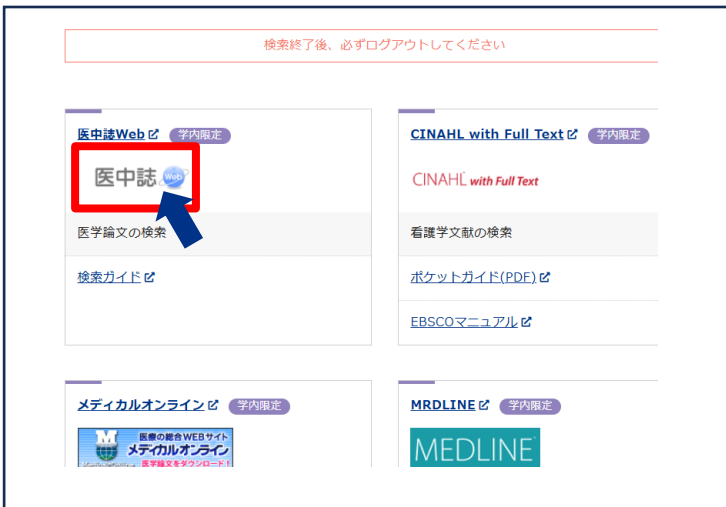 検索終了後、必ずログアウトしてください
医中誌Web 学内限定
医中誌 Web
医学論文の検索
検索ガイド
CINAHL with Full Text 学内限定
CINAHL with Full Text
看護学文献の検索
ポケットガイド(PDF)
EBSCOマニュアル
メディカルオンライン 学内限定
医療の総合WEBサイト
メディカルオンライン
医学論文をダウンロード!
MRDLINE 学内限定
MEDLINE